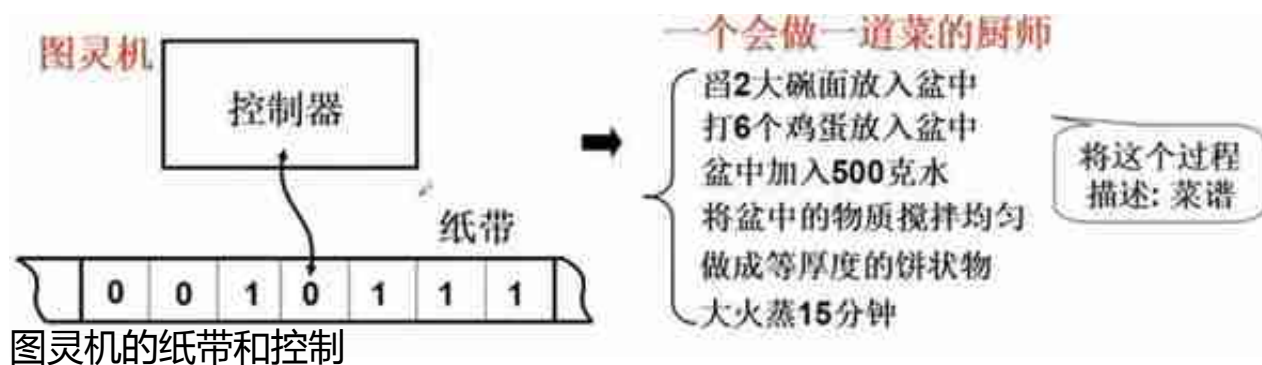 图灵机
控制器
纸带
0 0 1 0 1 1 1
一个会做一道菜的厨师
舀2大碗面放入盆中
打6个鸡蛋放入盆中
盆中加入500克水
将盆中的物质搅拌均匀
做成等厚度的饼状物
大火蒸15分钟
将这个过程
描述: 菜谱
图灵机的纸带和控制